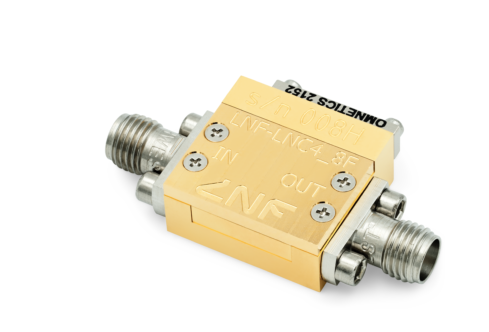 OMNETICS 2152
LNF-LNC4_8F
IN
OUT
LNF